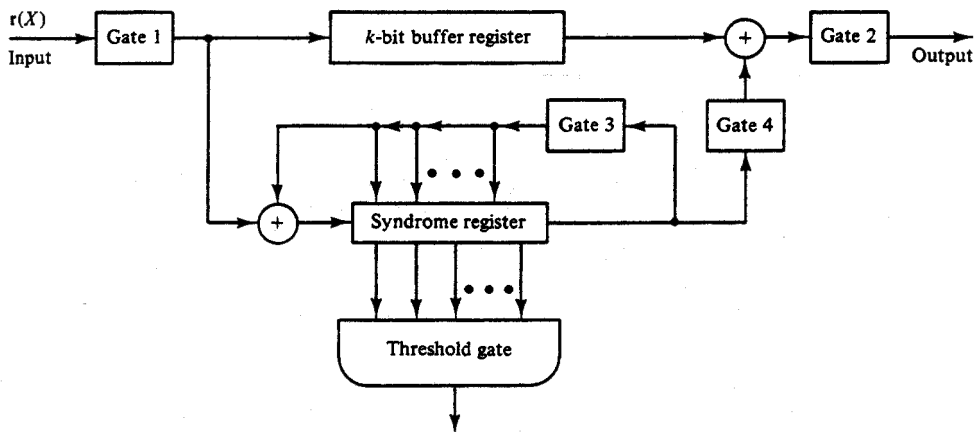 r(X)
Input
Gate 1
k-bit buffer register
+
Gate 2
Output
Gate 3
Gate 4
+
Syndrome register
Threshold gate